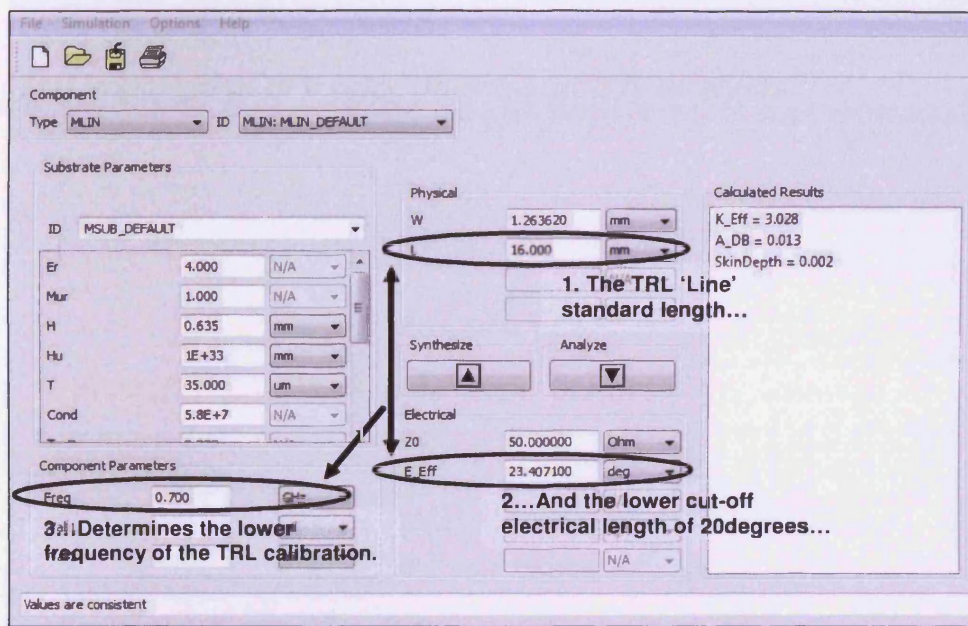 File Simulation Options Help
Component
Type MLIN ID MLIN: MLIN_DEFAULT
Substrate Parameters
ID MSUB_DEFAULT
Er 4.000 N/A
Mur 1.000 N/A
H 0.635 mm
Hu 1E+33 mm
T 35.000 um
Cond 5.8E+7 N/A
Component Parameters
Freq 0.700 GHz
3...Determines the lower
frequency of the TRL calibration.
Physical
W 1.263620 mm
L 16.000 mm
1. The TRL ‘Line’
standard length...
Synthesize Analyze
Electrical
Z0 50.000000 Ohm
E_Eff 23.407100 deg
2...And the lower cut-off
electrical length of 20degrees...
N/A
Calculated Results
K_Eff = 3.028
A_DB = 0.013
SkinDepth = 0.002
Values are consistent